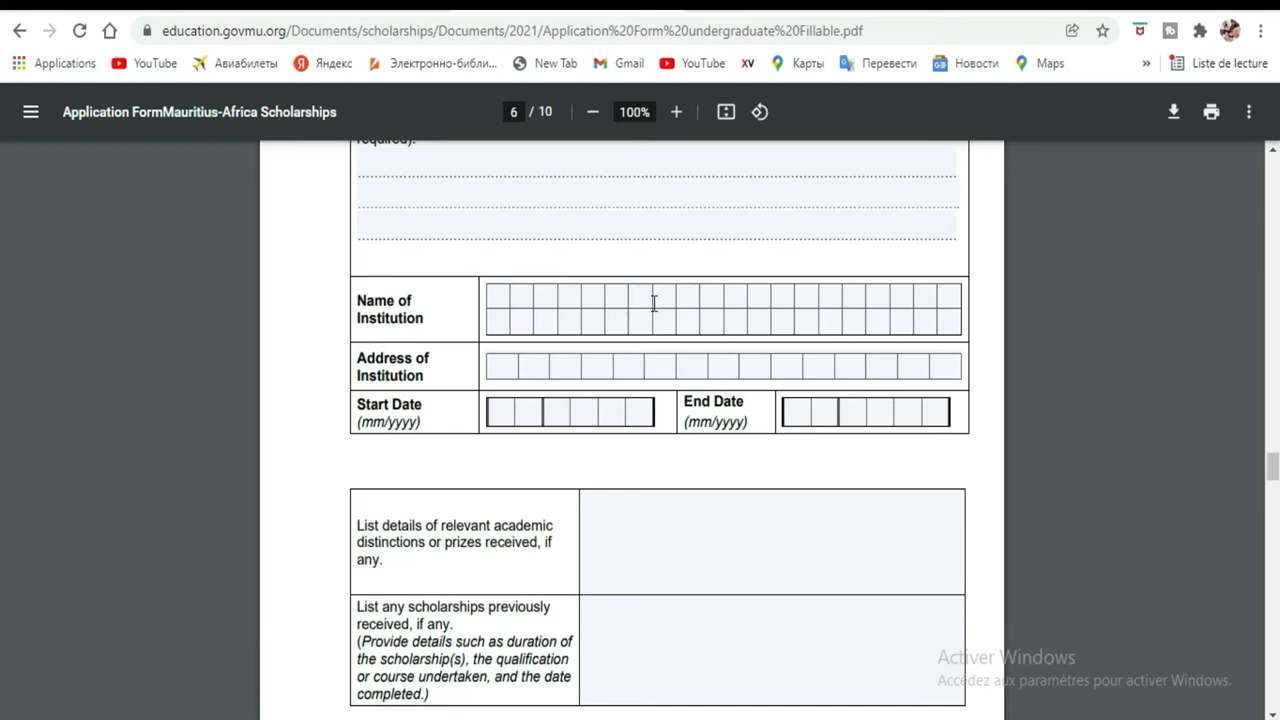 education.govmu.org/Documents/scholarships/Documents/2021/Application%20Form%20undergraduate%20Fillable.pdf
Applications YouTube Авиабилеты Яндекс Электронно-библи... New Tab Gmail YouTube XV Карты Перевести Новости Maps » Liste de lecture
Application FormMauritius-Africa Scholarships 6 / 10 100%
required).
Name of
Institution
Address of
Institution
Start Date
(mm/yyyy)
End Date
(mm/yyyy)
List details of relevant academic
distinctions or prizes received, if
any.
List any scholarships previously
received, if any.
(Provide details such as duration of
the scholarship(s), the qualification
or course undertaken, and the date
completed.)
Activer Windows
Accédez aux paramètres pour activer Windows.